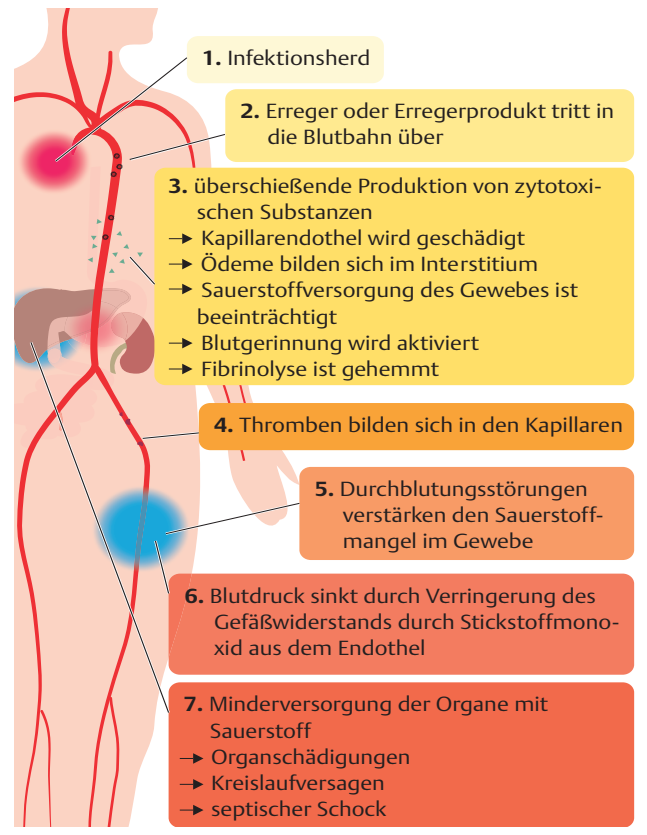 1. Infektionsherd
2. Erreger oder Erregerprodukt tritt in
die Blutbahn über
3. überschießende Produktion von zytotoxi-
schen Substanzen
→ Kapillarendothel wird geschädigt
→ Ödeme bilden sich im Interstitium
→ Sauerstoffversorgung des Gewebes ist
beeinträchtigt
→ Blutgerinnung wird aktiviert
→ Fibrinolyse ist gehemmt
4. Thromben bilden sich in den Kapillaren
5. Durchblutungsstörungen
verstärken den Sauerstoff-
mangel im Gewebe
6. Blutdruck sinkt durch Verringerung des
Gefäßwiderstands durch Stickstoffmono-
xid aus dem Endothel
7. Minderversorgung der Organe mit
Sauerstoff
→ Organschädigungen
→ Kreislaufversagen
→ septischer Schock